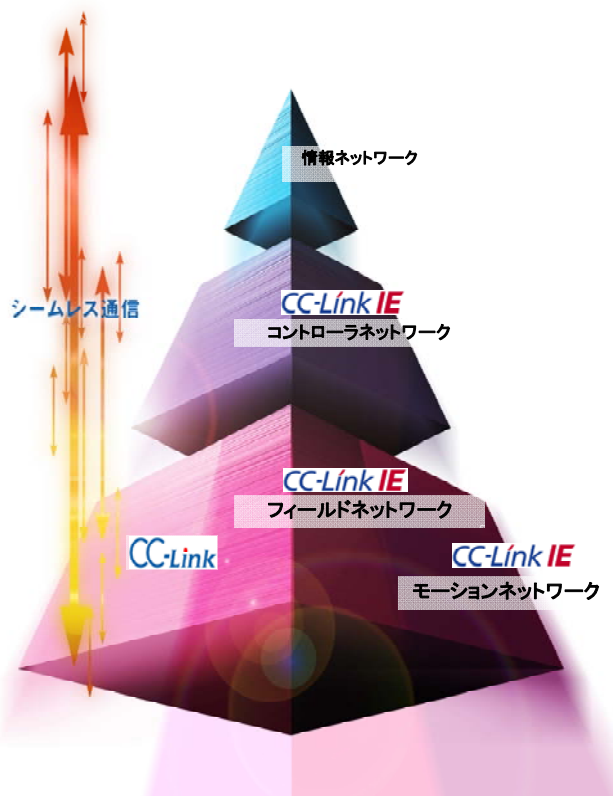 情報ネットワーク
CC-Link IE
シームレス通信
コントローラネットワーク
CC-Link IE
フィールドネットワーク
CC-Link
CC-Link IE
モーションネットワーク